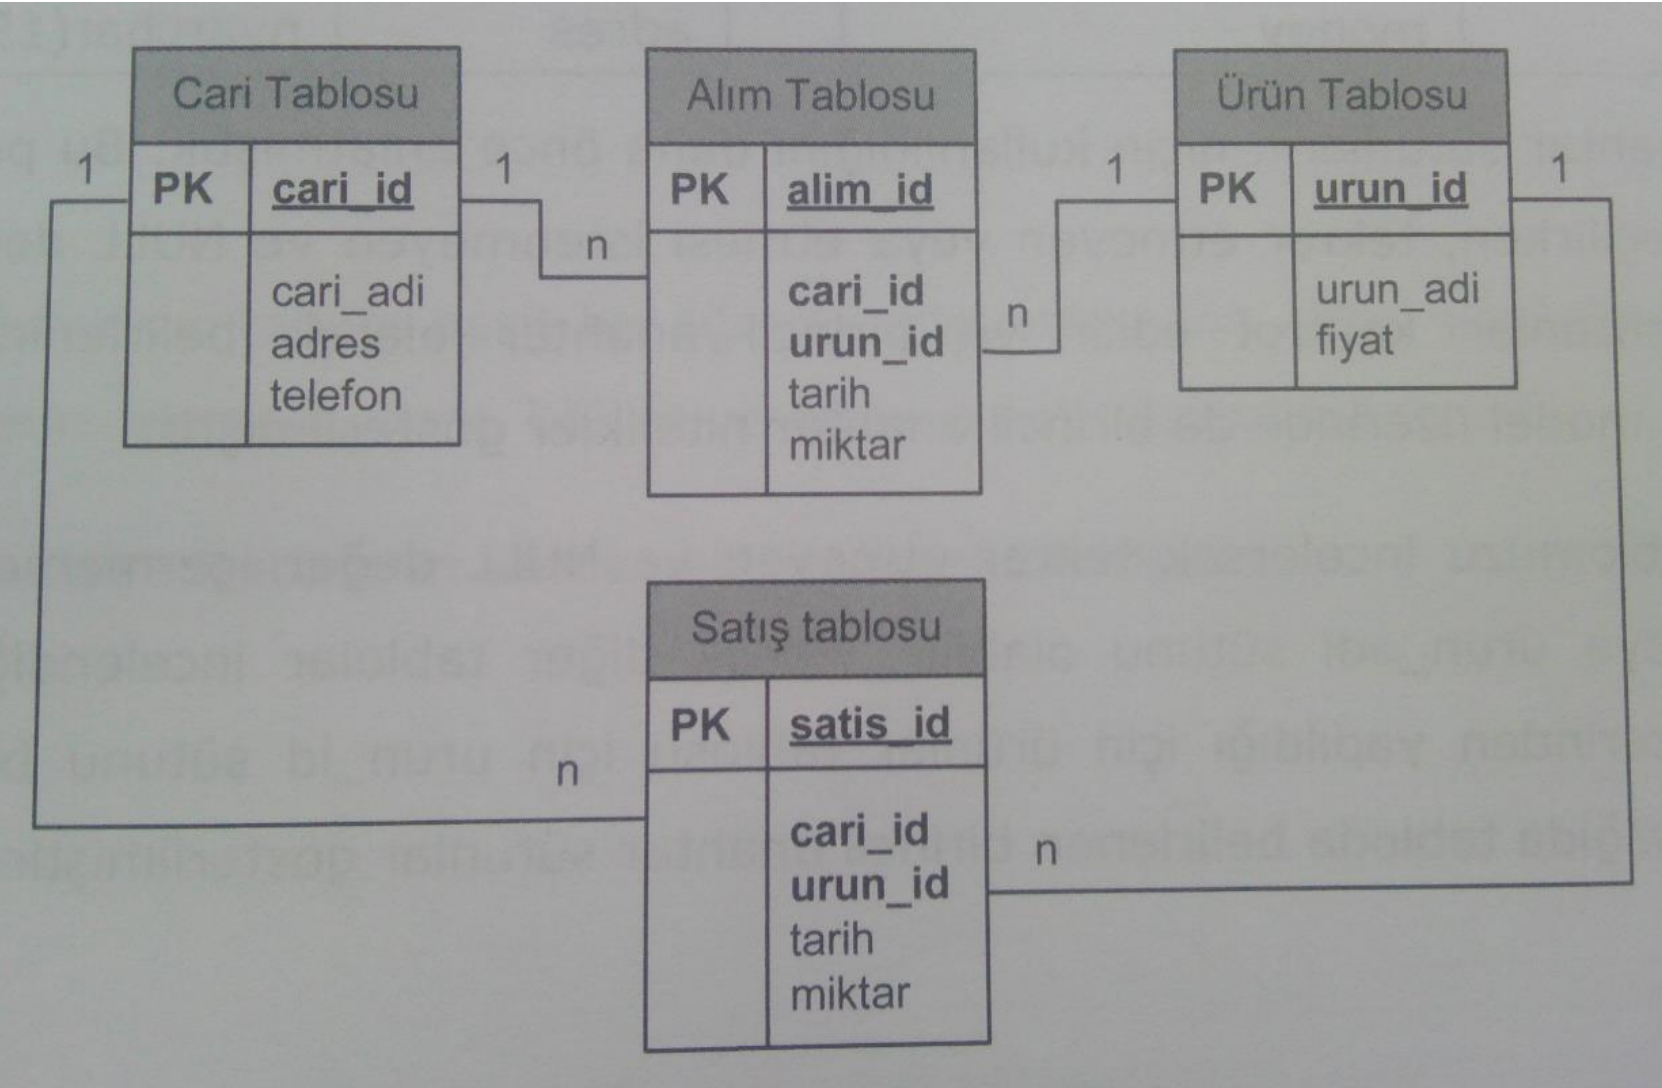 Cari Tablosu
1
PK cari_id
1
cari_adi
adres
telefon
n
Alım Tablosu
PK alim_id
cari_id
urun_id
tarih
miktar
n
1
Ürün Tablosu
PK urun_id
1
urun_adi
fiyat
Satış tablosu
PK satis_id
n
cari_id
urun_id
tarih
miktar
n